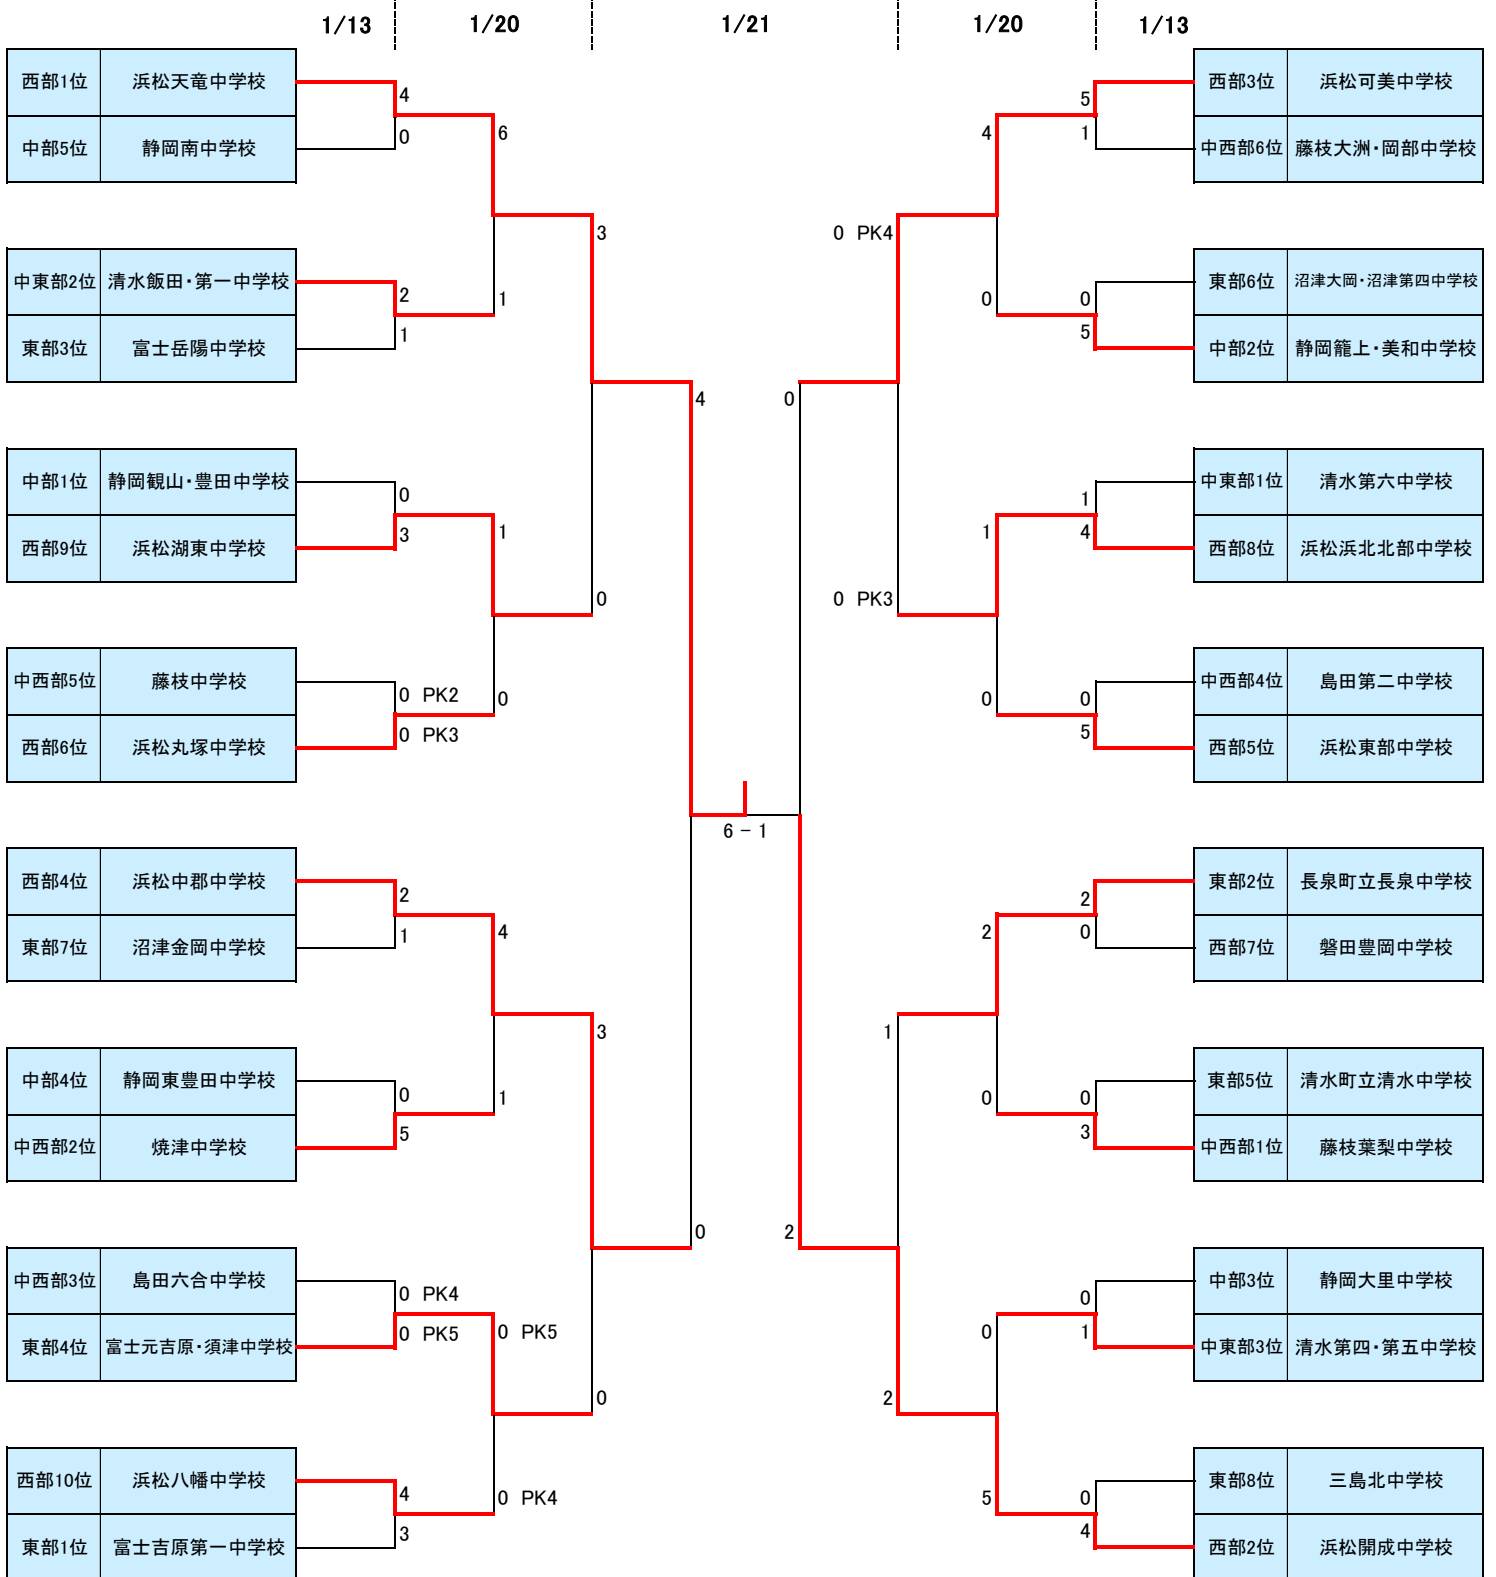 1/13 1/20 1/21 1/20 1/13
西部1位 浜松天竜中学校
4
0
中部5位 静岡南中学校
6
中東部2位 清水飯田・第一中学校
2
1
東部3位 富士岳陽中学校
1
3
中部1位 静岡観山・豊田中学校
0
3
西部9位 浜松湖東中学校
1
中西部5位 藤枝中学校
0 PK2
0 PK3
西部6位 浜松丸塚中学校
0
0
4
西部4位 浜松中郡中学校
2
1
東部7位 沼津金岡中学校
4
中部4位 静岡東豊田中学校
0
5
中西部2位 焼津中学校
1
3
中西部3位 島田六合中学校
0 PK4
0 PK5
東部4位 富士元吉原・須津中学校
0 PK5
西部10位 浜松八幡中学校
4
3
東部1位 富士吉原第一中学校
0 PK4
0
0
6 − 1
西部3位 浜松可美中学校
5
1
中西部6位 藤枝大洲・岡部中学校
4
東部6位 沼津大岡・沼津第四中学校
0
5
中部2位 静岡籠上・美和中学校
0
0 PK4
中東部1位 清水第六中学校
1
4
西部8位 浜松浜北北部中学校
1
中西部4位 島田第二中学校
0
5
西部5位 浜松東部中学校
0
0 PK3
0
東部2位 長泉町立長泉中学校
2
0
西部7位 磐田豊岡中学校
2
東部5位 清水町立清水中学校
0
3
中西部1位 藤枝葉梨中学校
0
1
中部3位 静岡大里中学校
0
1
中東部3位 清水第四・第五中学校
0
東部8位 三島北中学校
0
4
西部2位 浜松開成中学校
5
2
2